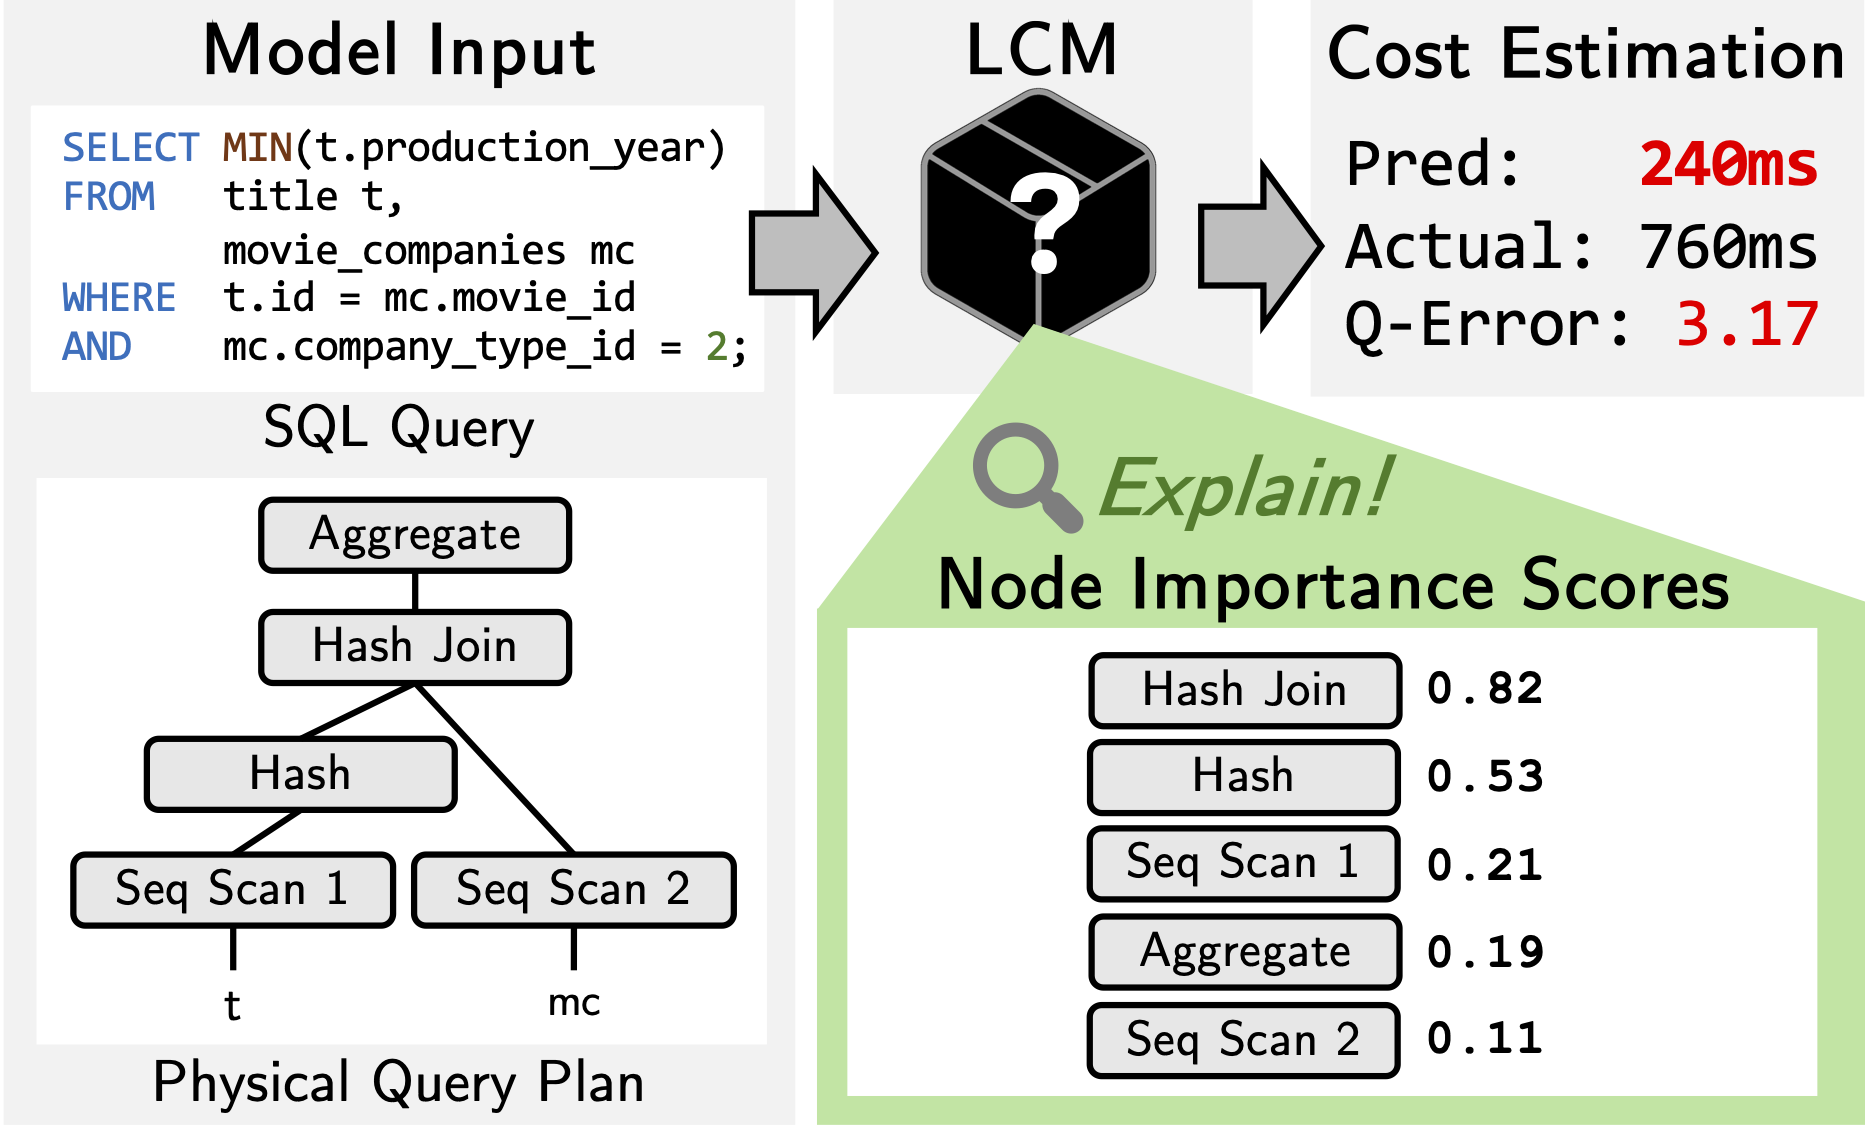 Model Input
SELECT MIN(t.production_year)
FROM title t,
movie_companies mc
WHERE t.id = mc.movie_id
AND mc.company_type_id = 2;
SQL Query
Aggregate
Hash Join
Hash
Seq Scan 1 Seq Scan 2
t mc
Physical Query Plan
LCM
?
Cost Estimation
Pred: 240ms
Actual: 760ms
Q-Error: 3.17
Explain!
Node Importance Scores
Hash Join 0.82
Hash 0.53
Seq Scan 1 0.21
Aggregate 0.19
Seq Scan 2 0.11